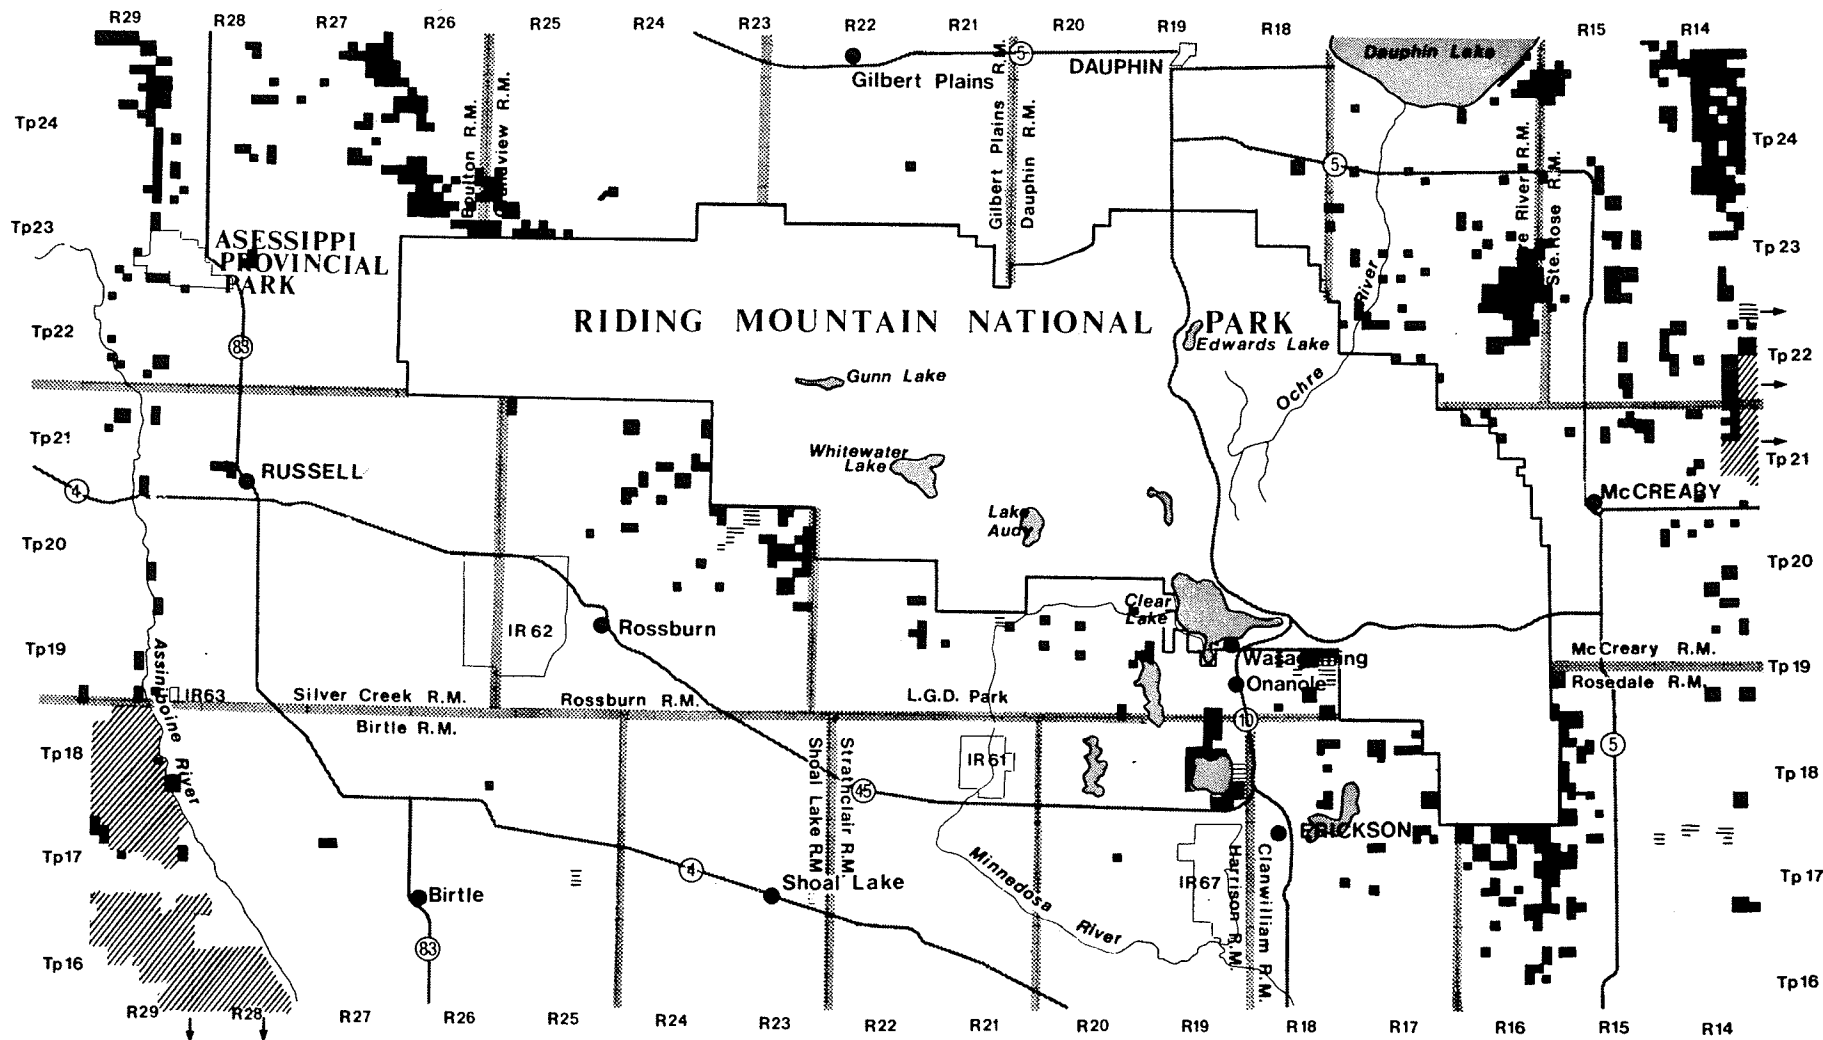 R29 R28 R27 R26 R25 R24 R23 R22 R21 R20 R19 R18 R15 R14
Dauphin Lake
5
DAUPHIN
Gilbert Plains
Gilbert Plains R.M.
Dauphin R.M.
Boulton R.M.
R.M.
River R.M.
Ste. Rose R.M.
Tp24
Tp24
5
Tp23
Tp23
ASESSIPPI
PROVINCIAL
PARK
RIDING MOUNTAIN NATIONAL PARK
Edwards Lake
River
Ochre
Tp22
Tp22
83
Gunn Lake
Tp21
Tp21
RUSSELL
Whitewater
Lake
4
McCREARY
Lake
Audy
Tp20
Tp20
Clear
Lake
IR 62
Rossburn
Tp19
Tp19
Wasagaming
Onanole
McCreary R.M.
Rosedale R.M.
Assiniboine River
IR63
Silver Creek R.M.
Rossburn R.M.
L.G.D. Park
Birtle R.M.
10
5
Tp18
Tp18
Shoal Lake R.M.
Strathclair R.M.
IR 61
45
ERICKSON
Tp17
Tp17
4
Shoal Lake
Birtle
Minnedosa River
IR67
Harrison R.M.
Clanwilliam R.M.
83
Tp16
Tp16
R29 R28 R27 R26 R25 R24 R23 R22 R21 R20 R19 R18 R17 R16 R15 R14